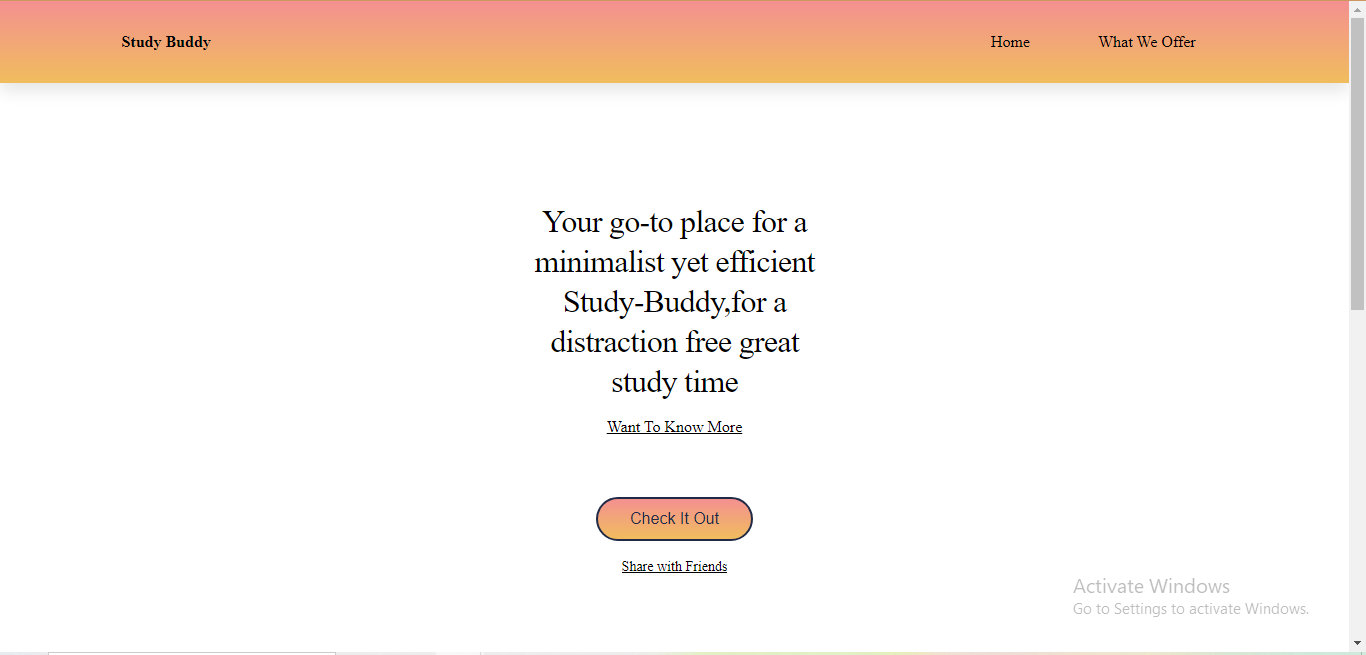 Study Buddy
Home
What We Offer
Your go-to place for a
minimalist yet efficient
Study-Buddy,for a
distraction free great
study time
Want To Know More
Check It Out
Share with Friends
Activate Windows
Go to Settings to activate Windows.